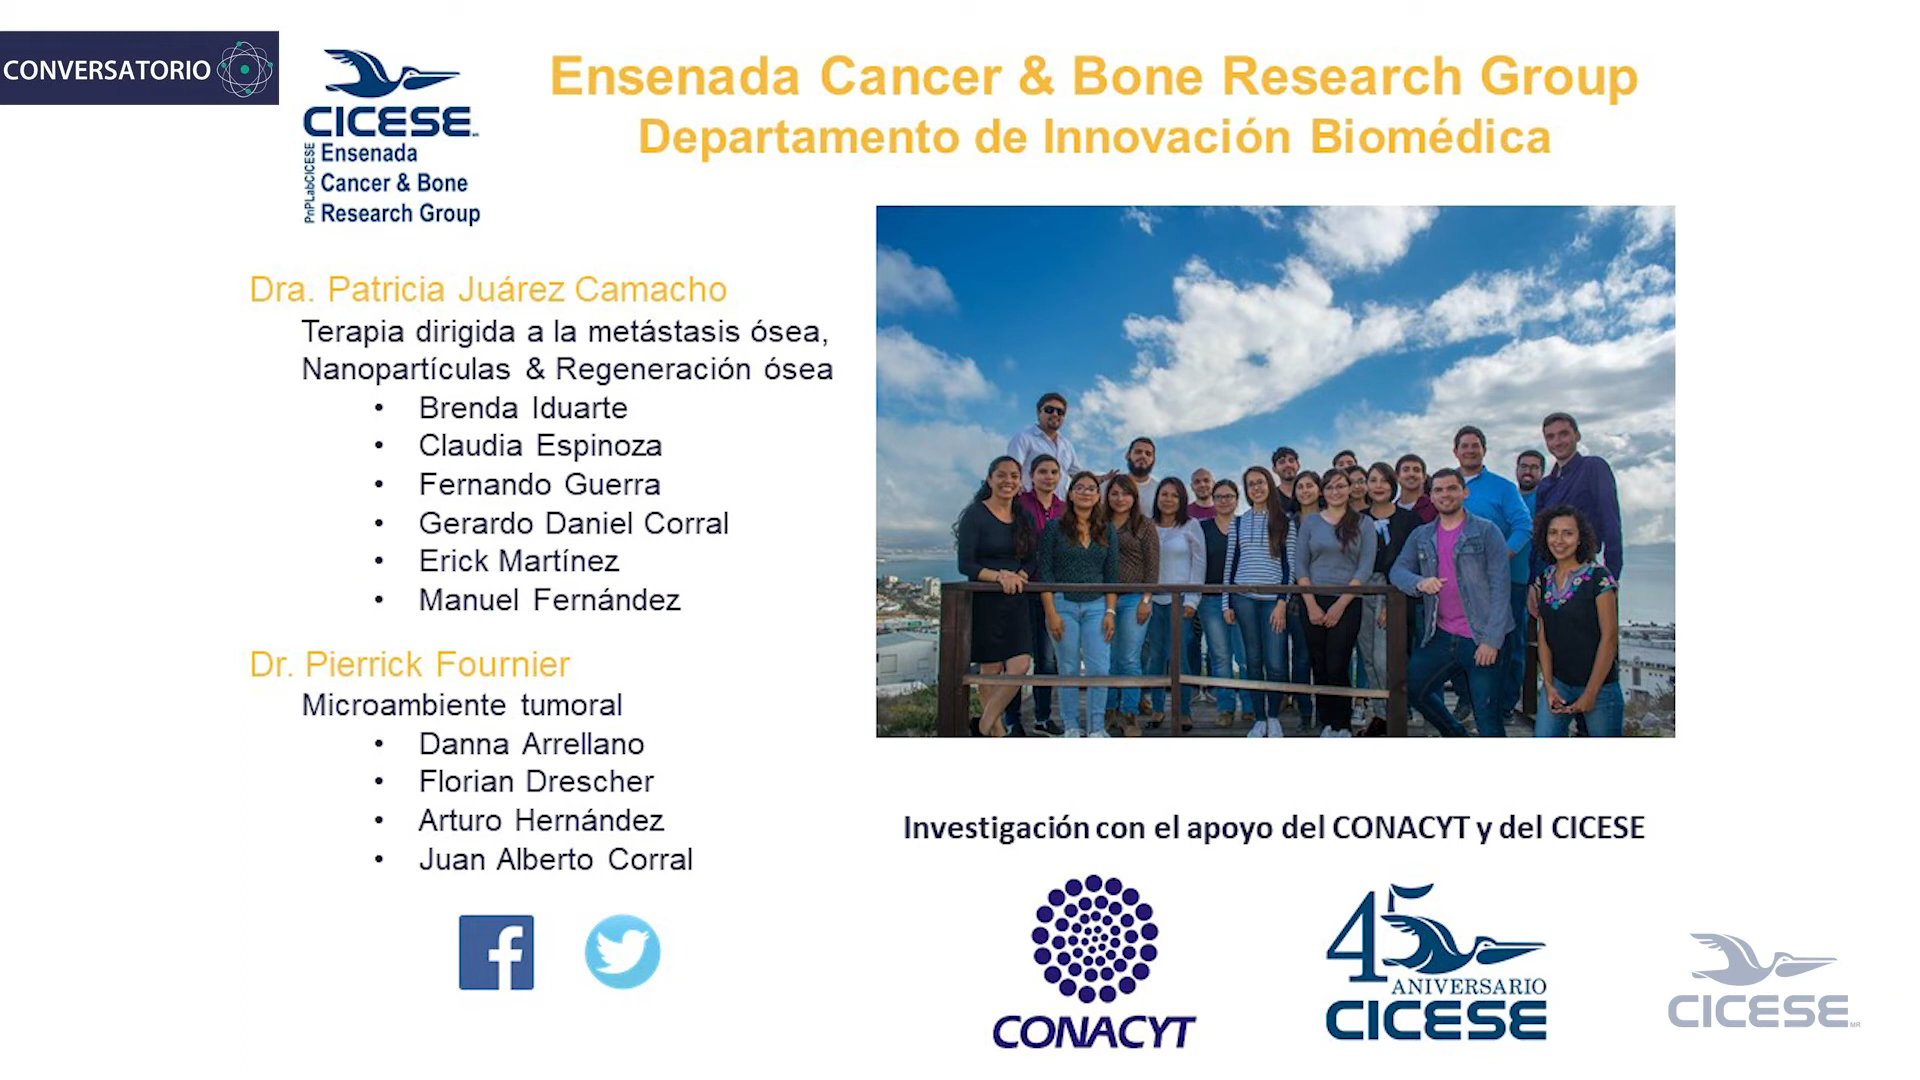 CONVERSATORIO
CICESE
PnPLabCICESE
Ensenada
Cancer & Bone
Research Group
Ensenada Cancer & Bone Research Group
Departamento de Innovación Biomédica
Dra. Patricia Juárez Camacho
Terapia dirigida a la metástasis ósea,
Nanopartículas & Regeneración ósea
• Brenda Iduarte
• Claudia Espinoza
• Fernando Guerra
• Gerardo Daniel Corral
• Erick Martínez
• Manuel Fernández
Dr. Pierrick Fournier
Microambiente tumoral
• Danna Arrellano
• Florian Drescher
• Arturo Hernández
• Juan Alberto Corral
Investigación con el apoyo del CONACYT y del CICESE
CONACYT
45
ANIVERSARIO
CICESE
CICESE
MR